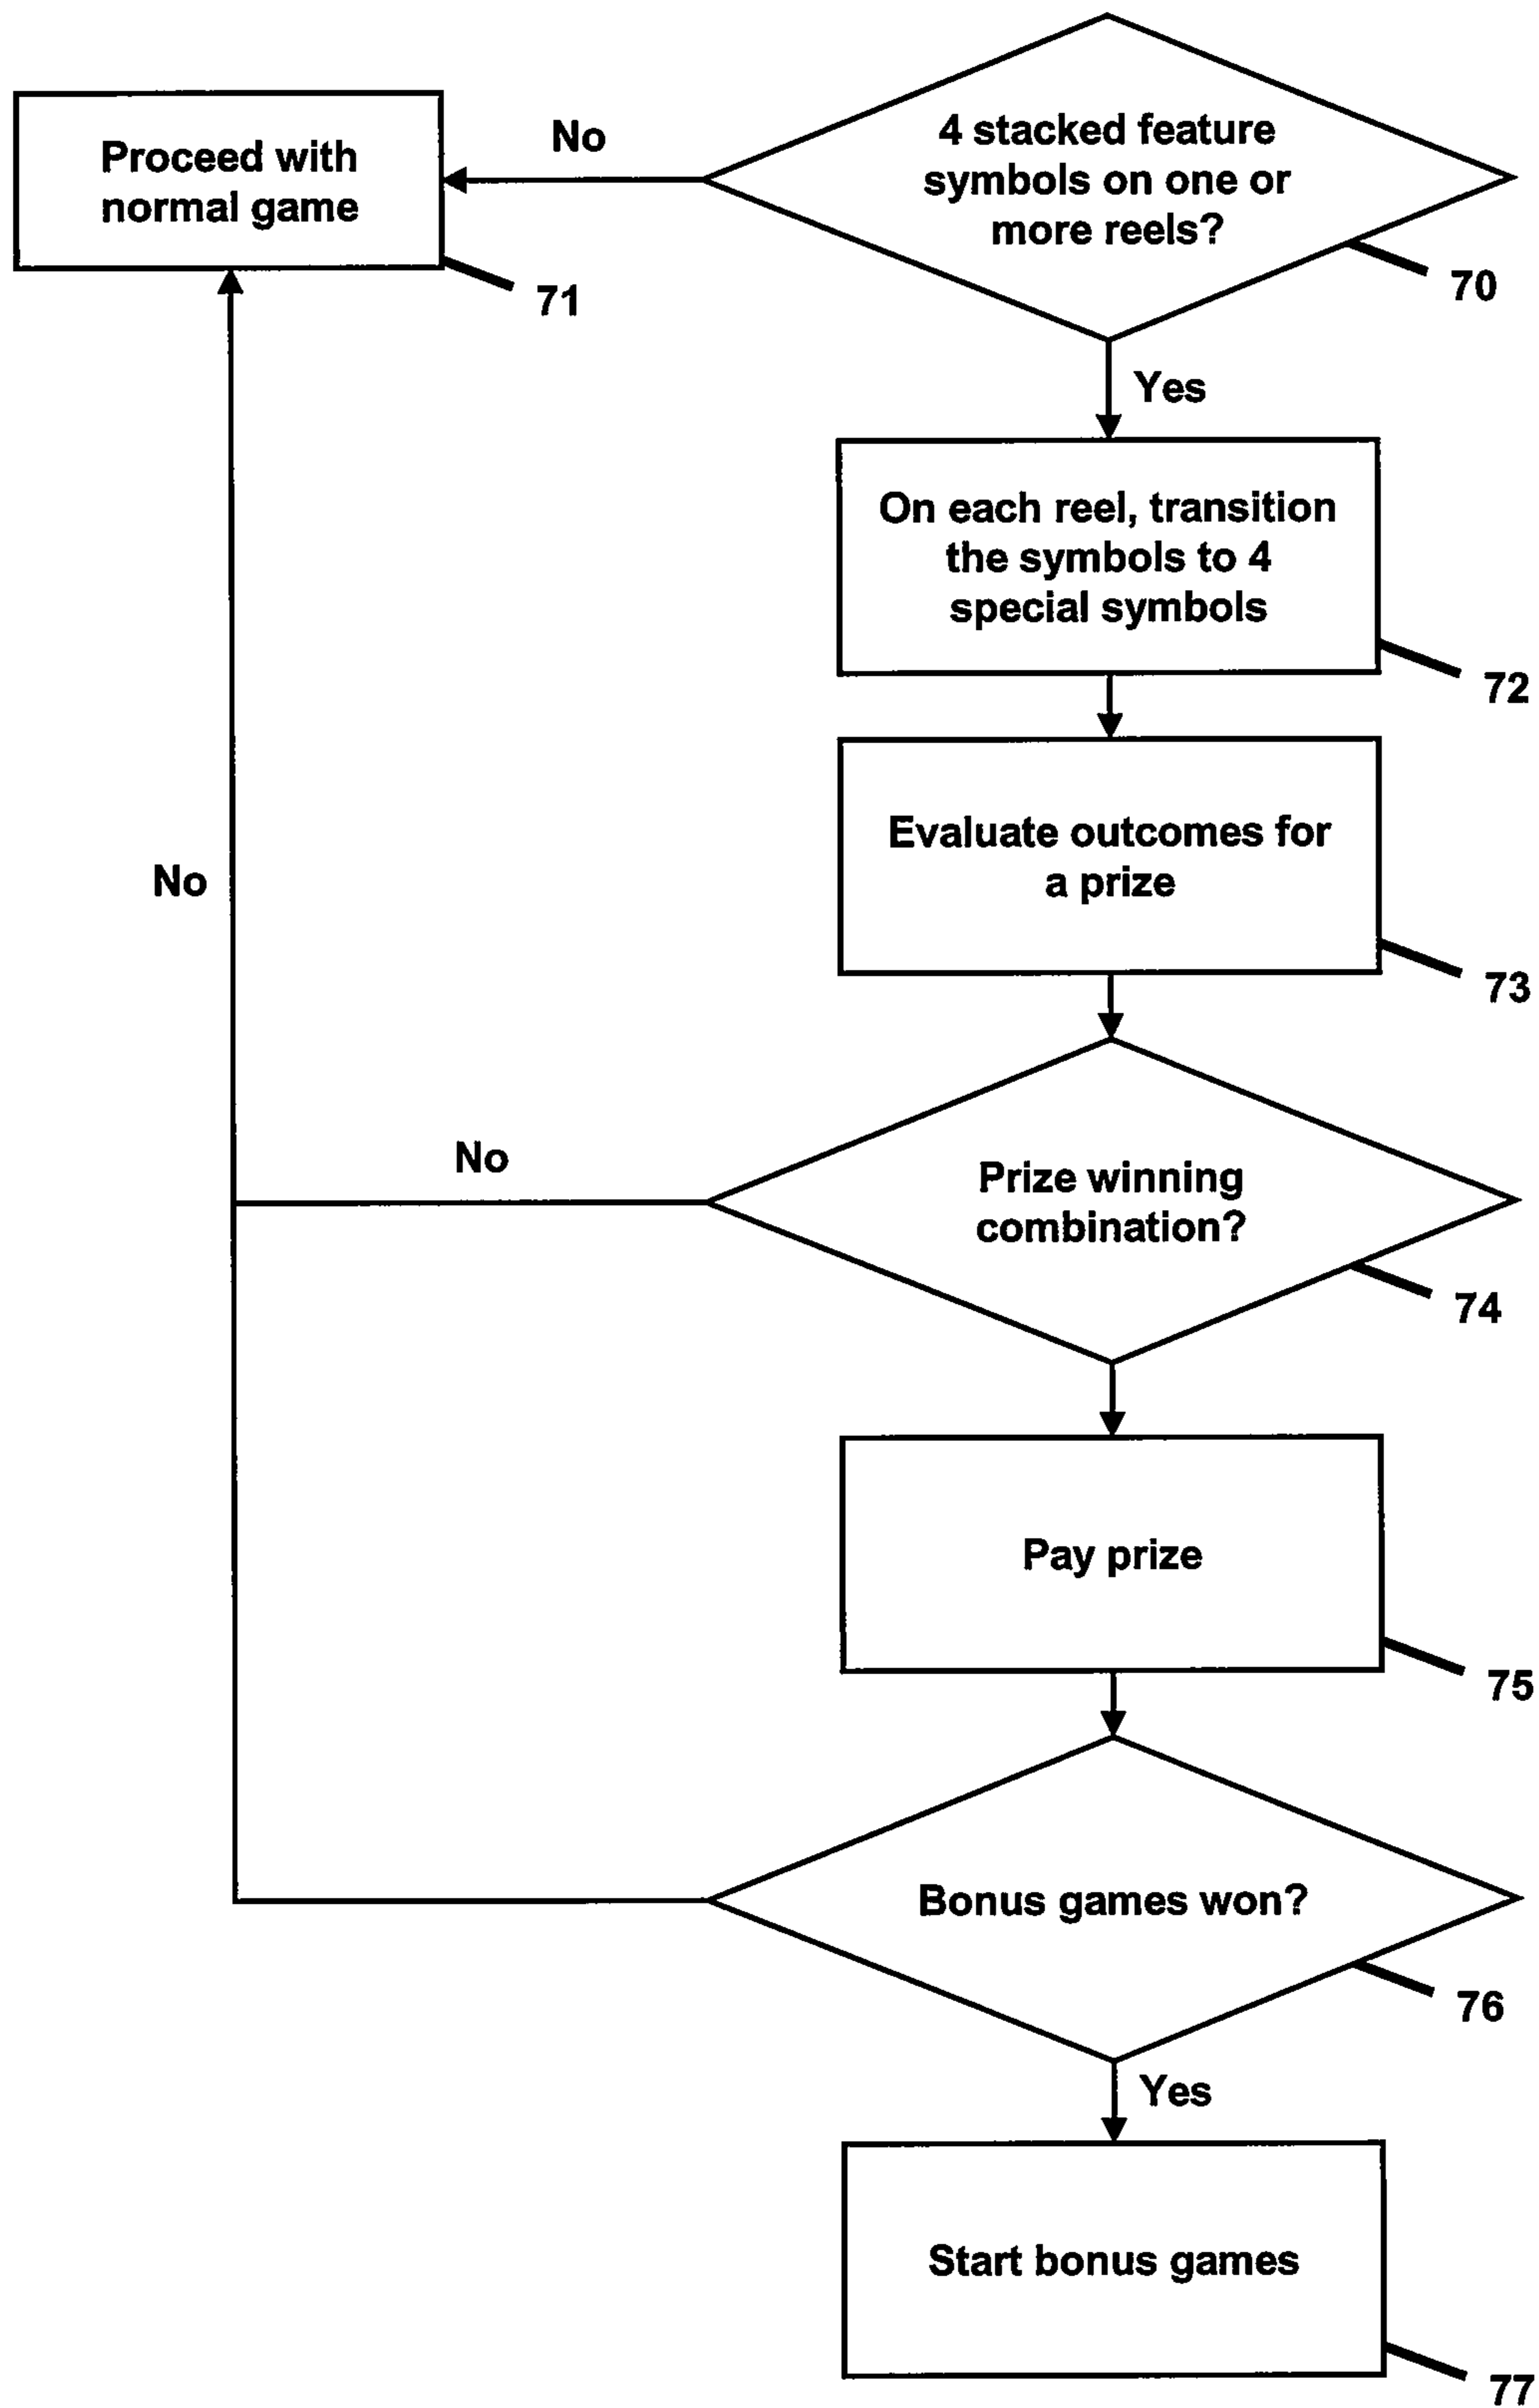 4 stacked feature
symbols on one or
more reels?
70
No
Proceed with
normal game
71
Yes
On each reel, transition
the symbols to 4
special symbols
72
Evaluate outcomes for
a prize
73
No
Prize winning
combination?
74
No
Pay prize
75
Bonus games won?
76
Yes
Start bonus games
77